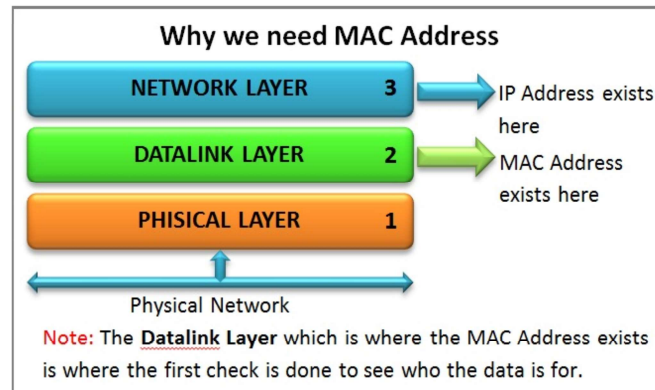 Why we need MAC Address
NETWORK LAYER 3
IP Address exists
here
DATALINK LAYER 2
MAC Address
exists here
PHISICAL LAYER 1
Physical Network
Note: The Datalink Layer which is where the MAC Address exists
is where the first check is done to see who the data is for.